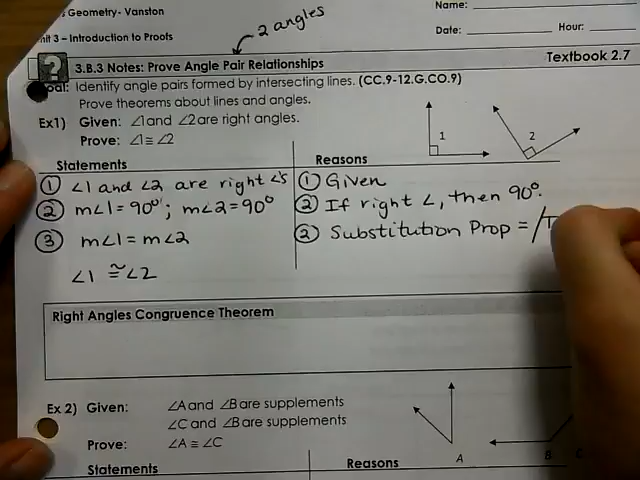 s Geometry- Vanston
Name:
nit 3 – Introduction to Proofs
2 angles
Date: Hour:
? 3.B.3 Notes: Prove Angle Pair Relationships Textbook 2.7
oal: Identify angle pairs formed by intersecting lines. (CC.9-12.G.CO.9)
Prove theorems about lines and angles.
Ex1) Given: ∠1and ∠2are right angles.
Prove: ∠1≅∠2
1 2
Statements Reasons
① ∠1 and ∠2 are right ∠'s ① Given
② m∠1=90°; m∠2=90° ② If right ∠, then 90°.
③ m∠1=m∠2 ② Substitution Prop = /T
∠1 ≅ ∠2
Right Angles Congruence Theorem
Ex 2) Given: ∠A and ∠B are supplements
∠C and ∠B are supplements
Prove: ∠A ≅ ∠C
A B C
Statements Reasons